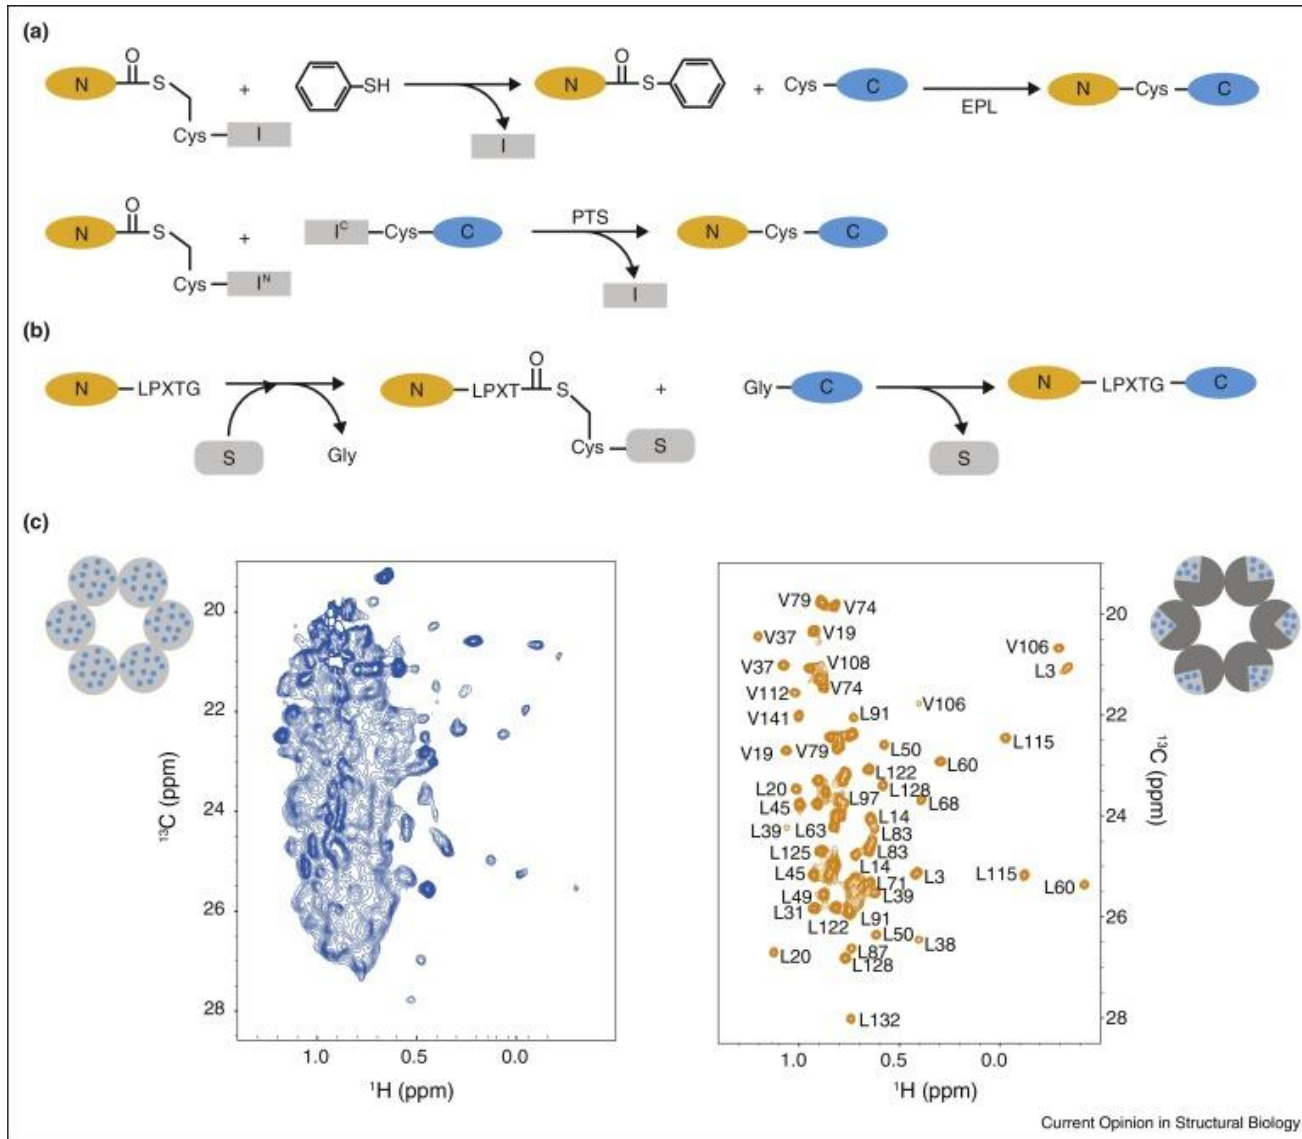 (a)
O
N S + SH N S + Cys C EPL N Cys C
Cys I
I
O
N S + I^C Cys C PTS N Cys C
Cys I^N
I
(b)
O
N LPXTG N LPXT S + Gly C N LPXTG C
S Gly Cys S S
(c)
20
22
24
26
28
13C (ppm)
1.0 0.5 0.0
1H (ppm)
V79 V74
V37 V19
V106
V37 V108 L3
V74
V112 V106
V141 L91
L115
V19 V79 L50
L60
L122
L20 L128
L45 L97 L68
L14
L39 L63 L83
L125 L83
L45 L14 L3 L115
L71 L60
L49 L39
L31 L91
L122
L50 L38
L20 L87
L128
L132
20
22
24
26
28
13C (ppm)
1.0 0.5 0.0
1H (ppm)
Current Opinion in Structural Biology